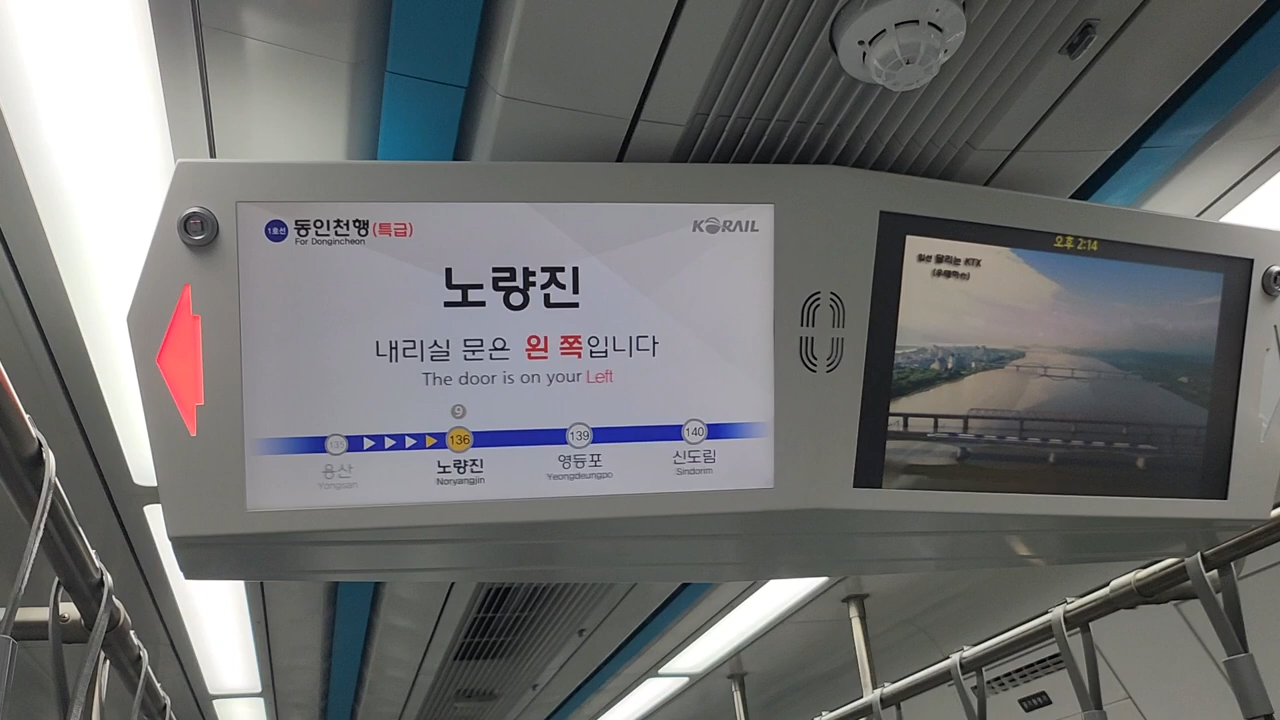 1호선 동인천행(특급)
For Dongincheon
KORAIL
노량진
내리실 문은 왼 쪽입니다
The door is on your Left
9
136 139 140
용산 노량진 영등포 신도림
Yongsan Noryangjin Yeongdeungpo Sindorim
오후 2:14